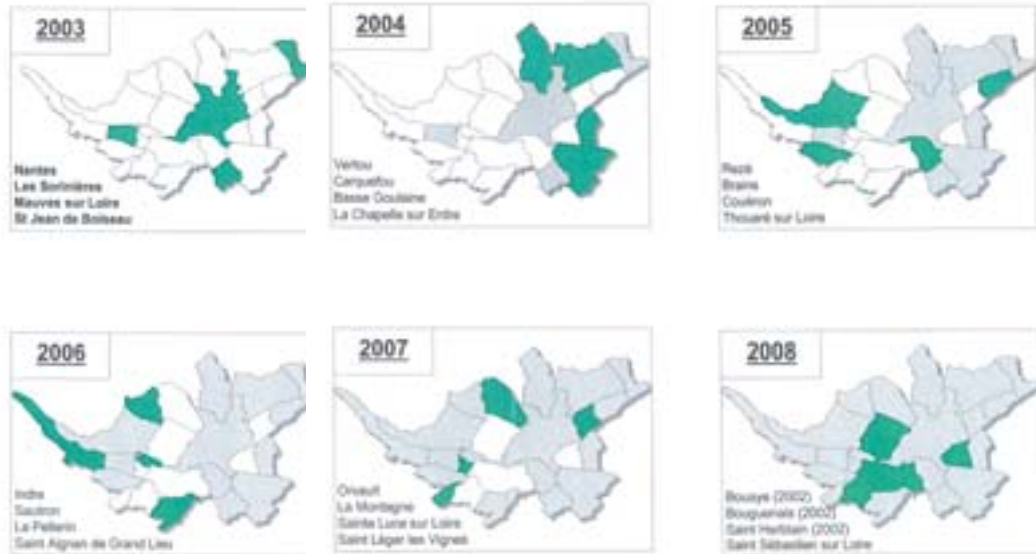 2003
Nantes
Les Sorinières
Mauves sur Loire
St Jean de Boiseau
2004
Vertou
Carquefou
Basse Goulaine
La Chapelle sur Erdre
2005
Rezé
Brains
Couëron
Thouaré sur Loire
2006
Indre
Sautron
Le Pellerin
Saint Aignan de Grand Lieu
2007
Orvault
La Montagne
Sainte Luce sur Loire
Saint Léger les Vignes
2008
Bouaye (2002)
Bouguenais (2002)
Saint Herblain (2002)
Saint Sébastien sur Loire